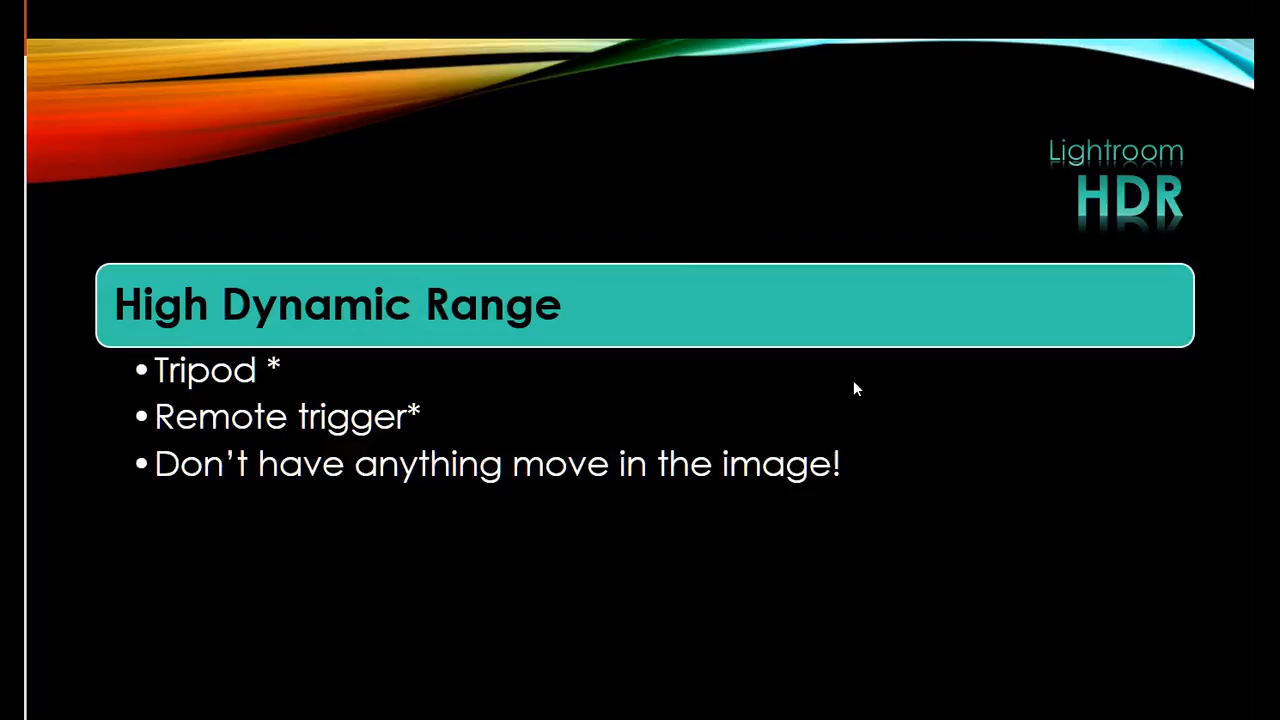 Lightroom
HDR
High Dynamic Range
•Tripod *
•Remote trigger*
•Don’t have anything move in the image!